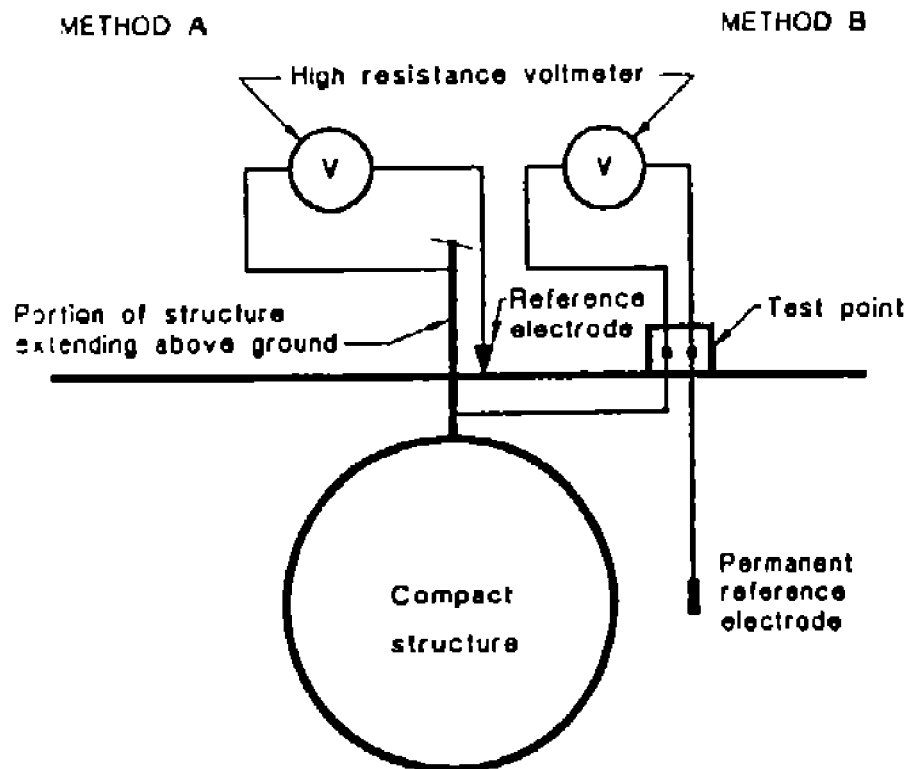 METHOD A
METHOD B
High resistance voltmeter
V
V
Portion of structure
extending above ground
Reference
electrode
Test point
Compact
structure
Permanent
reference
electrode